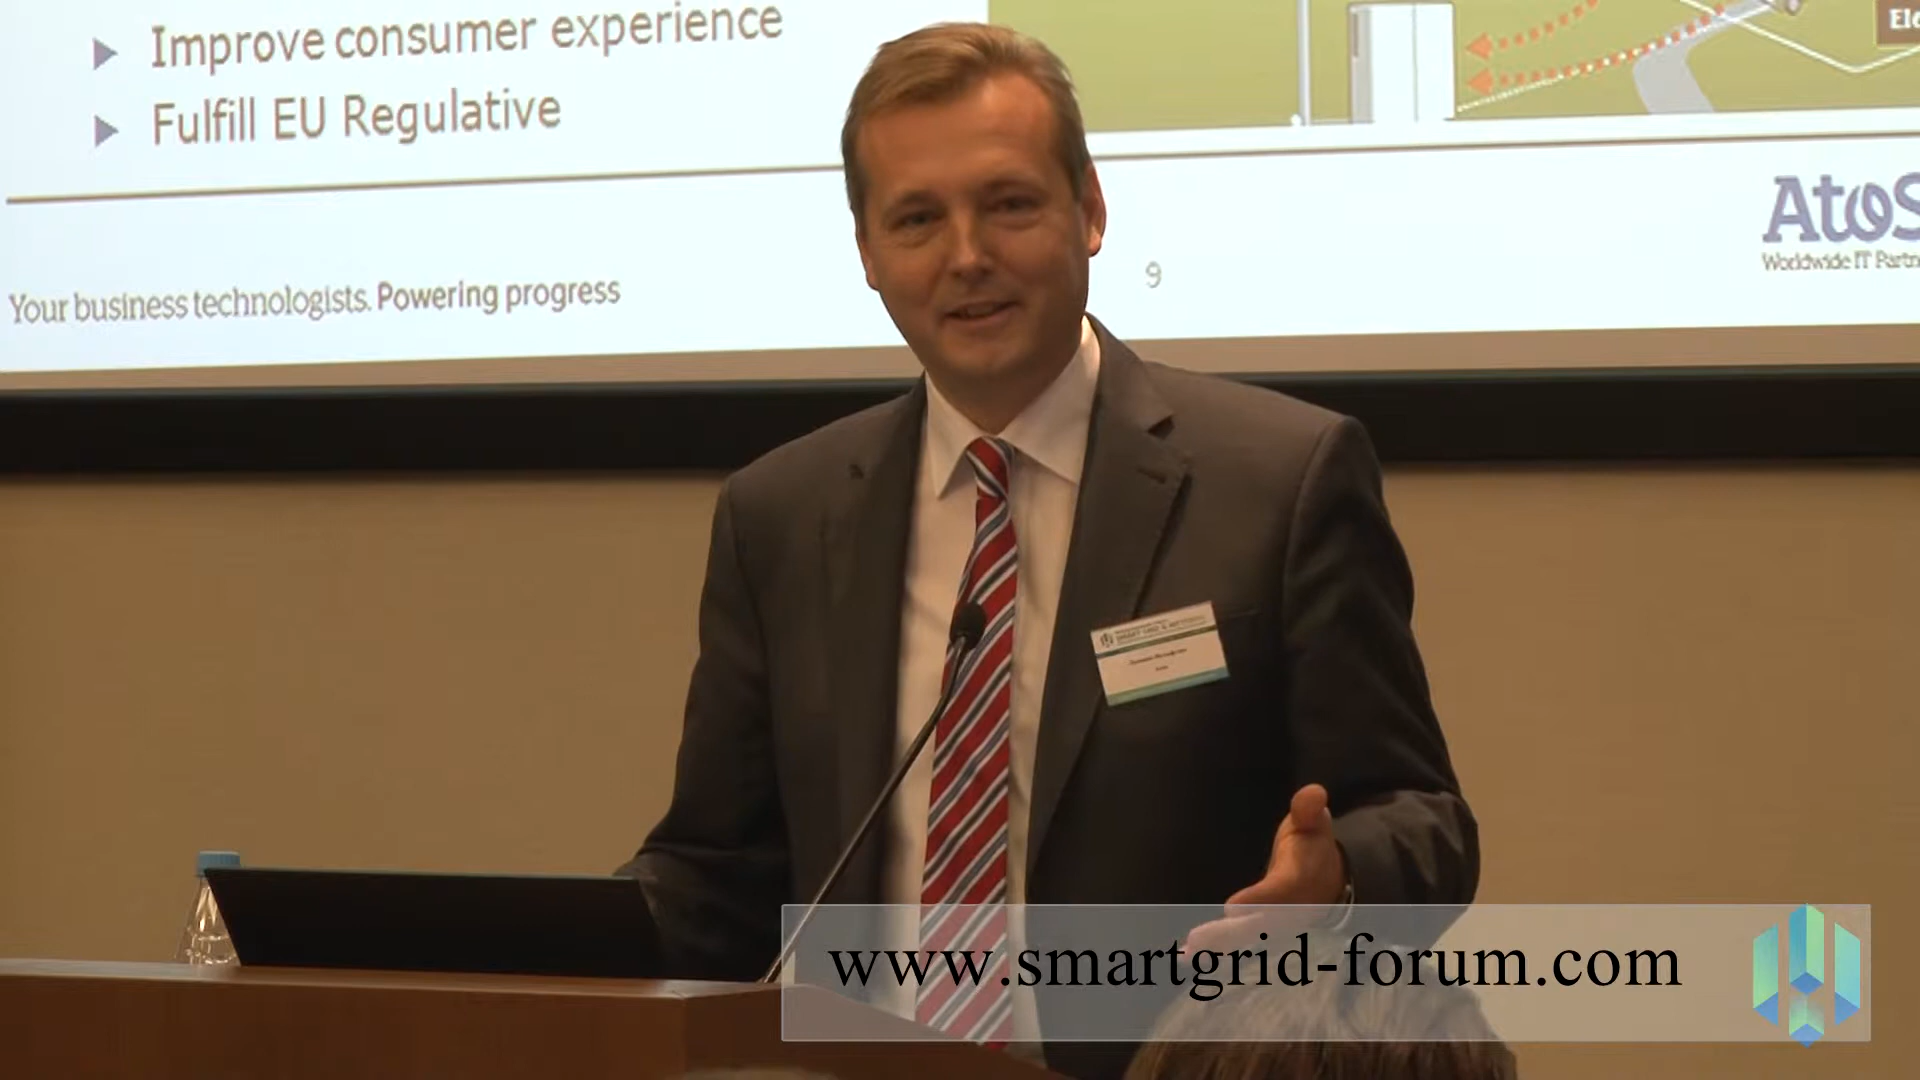 Improve consumer experience
Fulfill EU Regulative
Your business technologists. Powering progress
9
Atos
Worldwide IT
www.smartgrid-forum.com